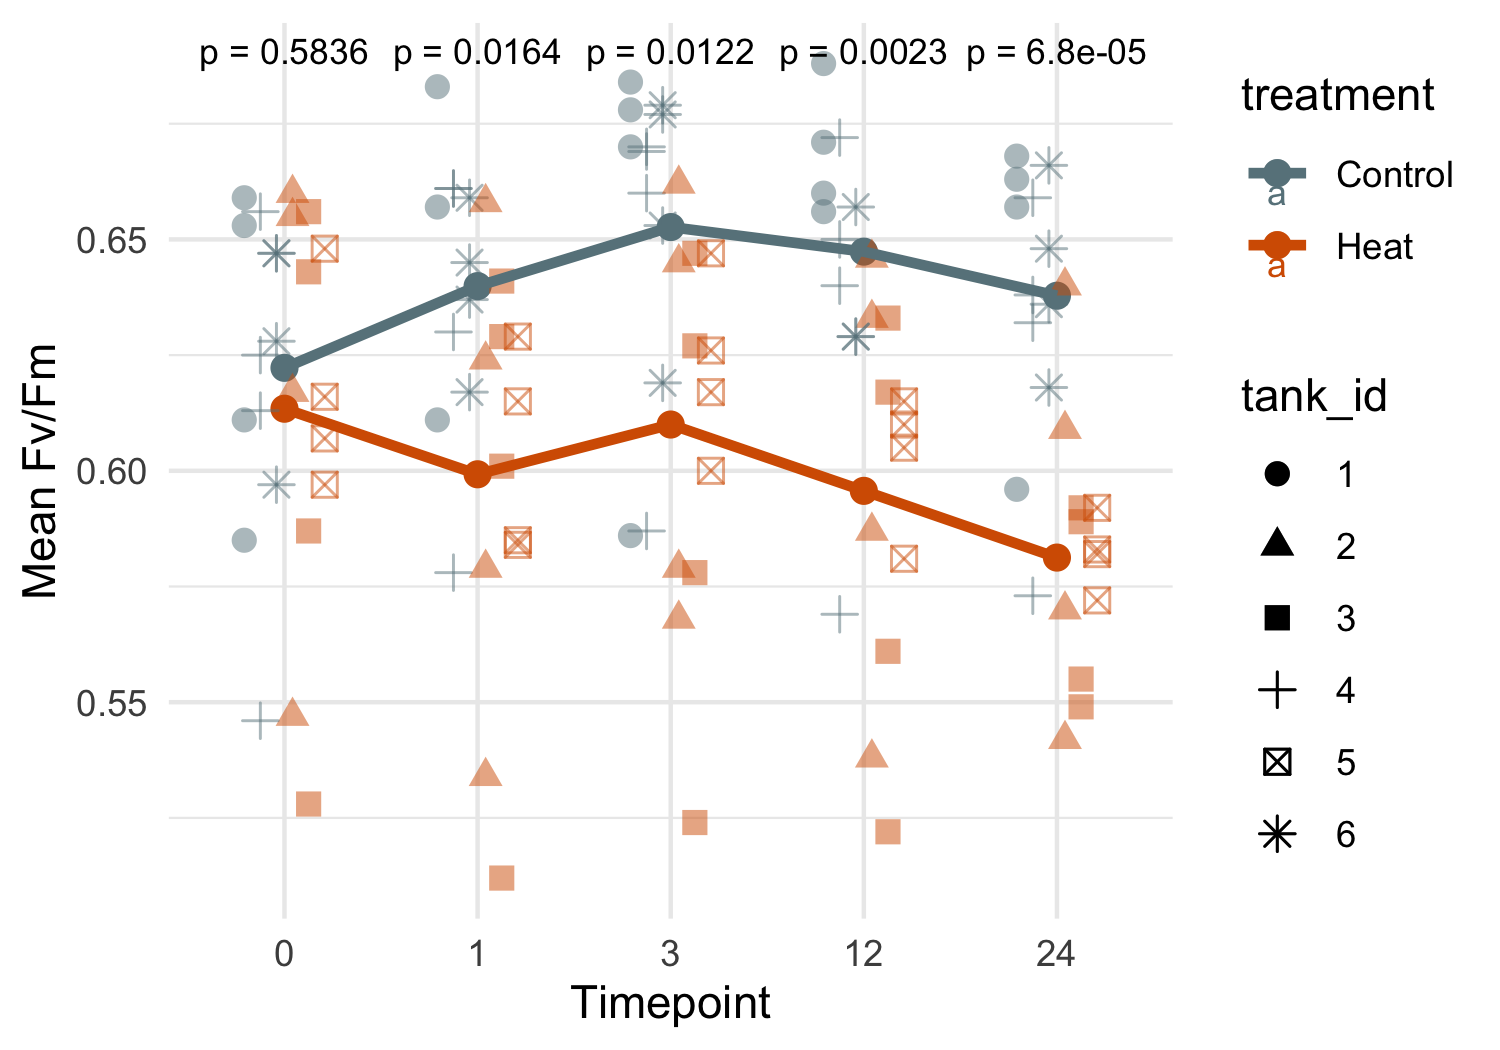 p = 0.5836 p = 0.0164 p = 0.0122 p = 0.0023 p = 6.8e-05
0.65
0.60
0.55
Mean Fv/Fm
0 1 3 12 24
Timepoint
treatment
a Control
a Heat
tank_id
1
2
3
4
5
6